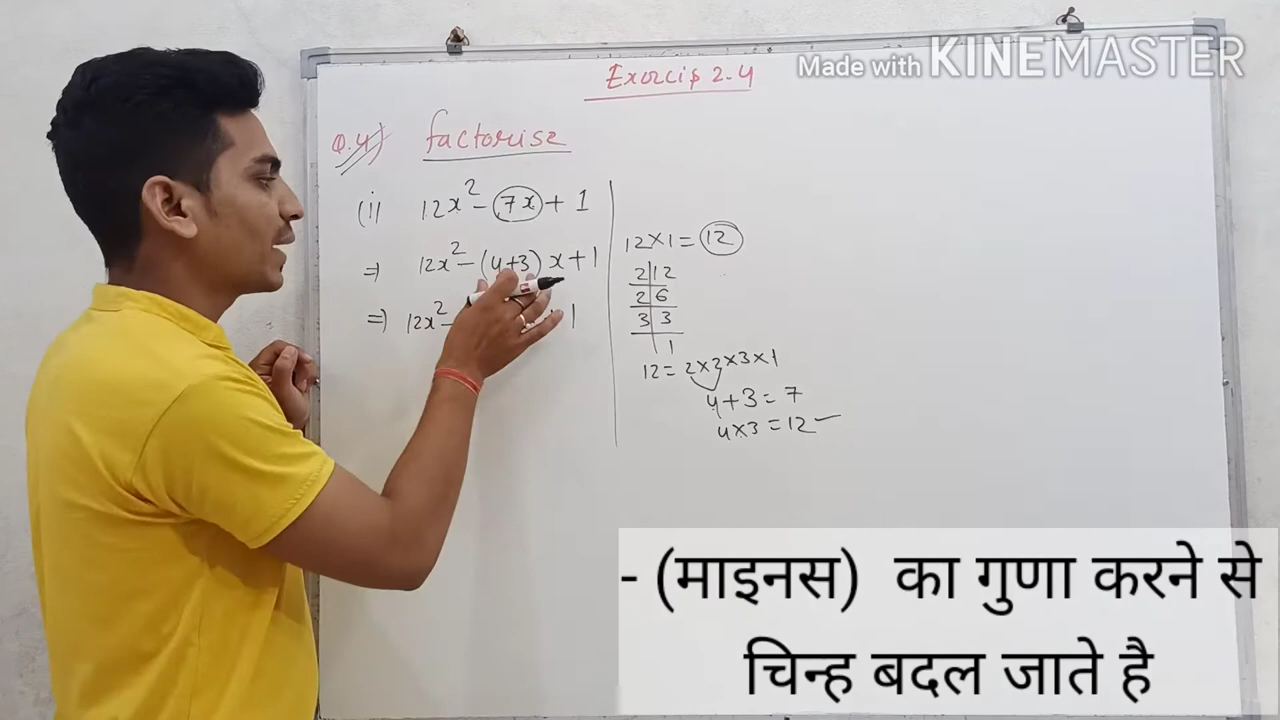 Made with KINEMASTER
Exercise 2.4
Q.4) factorise
(i) 12x² - 7x + 1
⇒ 12x² - (4+3) x + 1
⇒ 12x² - 1
12×1 = 12
2|12
2|6
3|3
|1
12 = 2×2×3×1
4+3 = 7
4×3 = 12
- (माइनस) का गुणा करने से
चिन्ह बदल जाते है